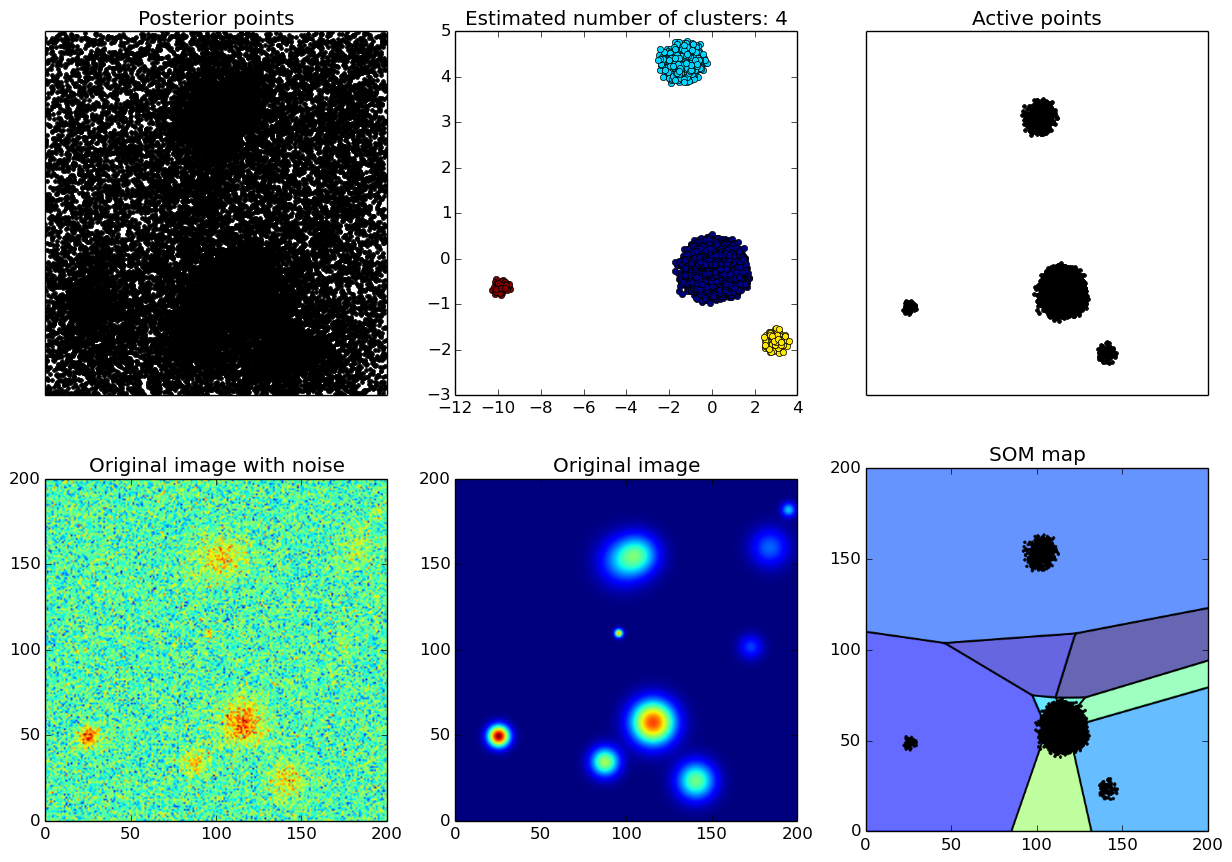 Posterior points
Estimated number of clusters: 4
Active points
5
4
3
2
1
0
−1
−2
−3
−12 −10 −8 −6 −4 −2 0 2 4
Original image with noise
Original image
SOM map
200
150
100
50
0
0 50 100 150 200
200
150
100
50
0
0 50 100 150 200
200
150
100
50
0
0 50 100 150 200